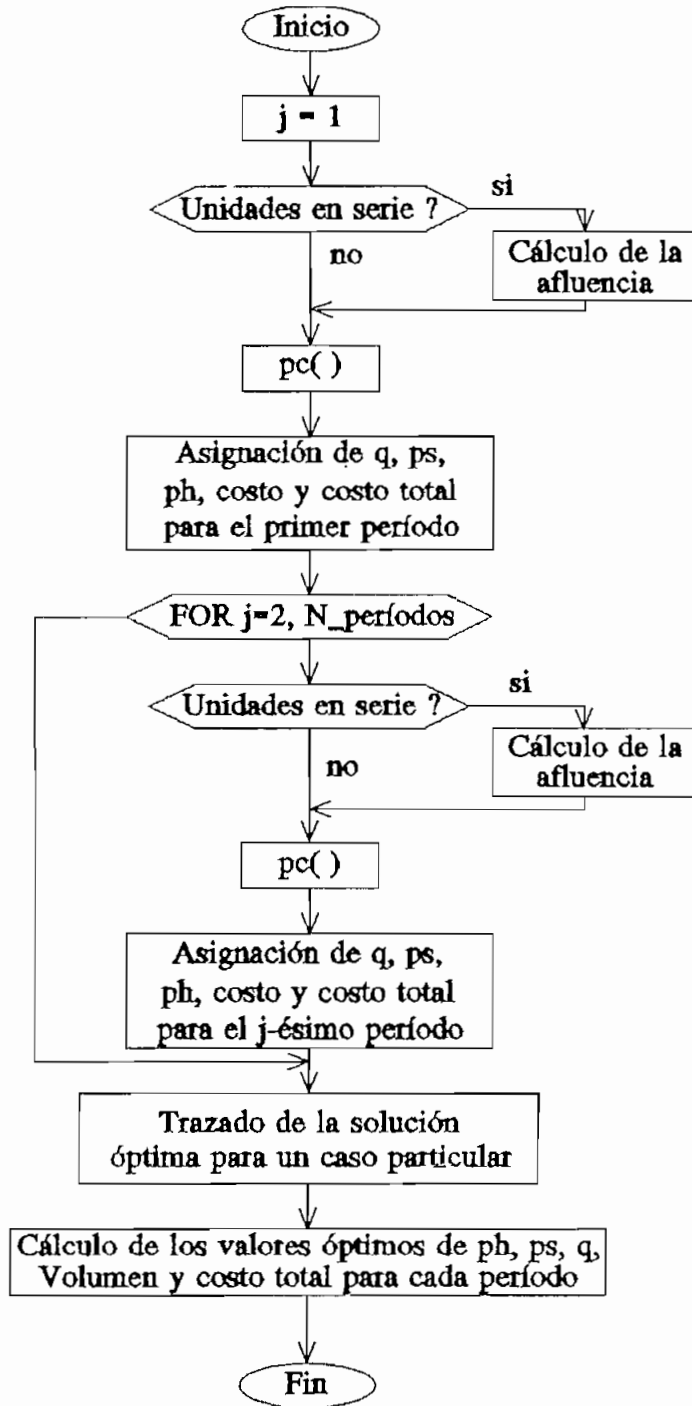 Inicio
j = 1
Unidades en serie ?
si
no
Cálculo de la
afluencia
pc( )
Asignación de q, ps,
ph, costo y costo total
para el primer período
FOR j=2, N_períodos
Unidades en serie ?
si
no
Cálculo de la
afluencia
pc( )
Asignación de q, ps,
ph, costo y costo total
para el j-ésimo período
Trazado de la solución
óptima para un caso particular
Cálculo de los valores óptimos de ph, ps, q,
Volumen y costo total para cada período
Fin